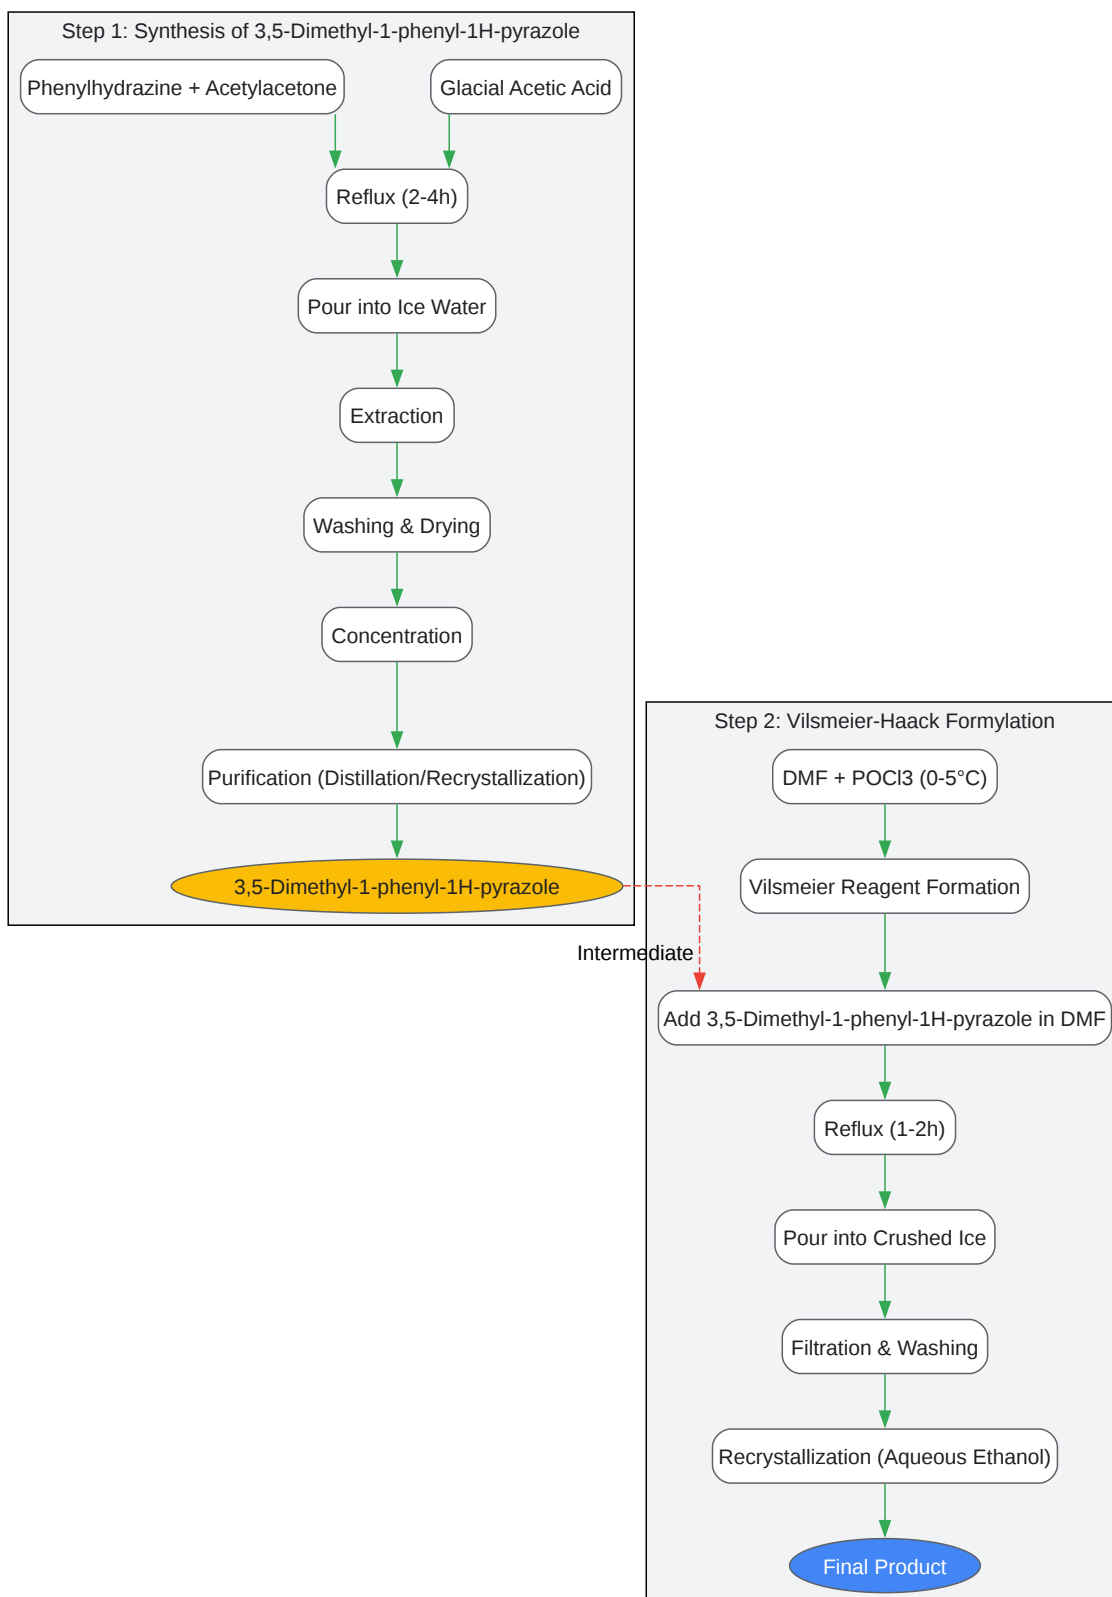 Step 1: Synthesis of 3,5-Dimethyl-1-phenyl-1H-pyrazole
Phenylhydrazine + Acetylacetone
Glacial Acetic Acid
Reflux (2-4h)
Pour into Ice Water
Extraction
Washing & Drying
Concentration
Purification (Distillation/Recrystallization)
3,5-Dimethyl-1-phenyl-1H-pyrazole
Intermediate
Step 2: Vilsmeier-Haack Formylation
DMF + POCl3 (0-5°C)
Vilsmeier Reagent Formation
Add 3,5-Dimethyl-1-phenyl-1H-pyrazole in DMF
Reflux (1-2h)
Pour into Crushed Ice
Filtration & Washing
Recrystallization (Aqueous Ethanol)
Final Product